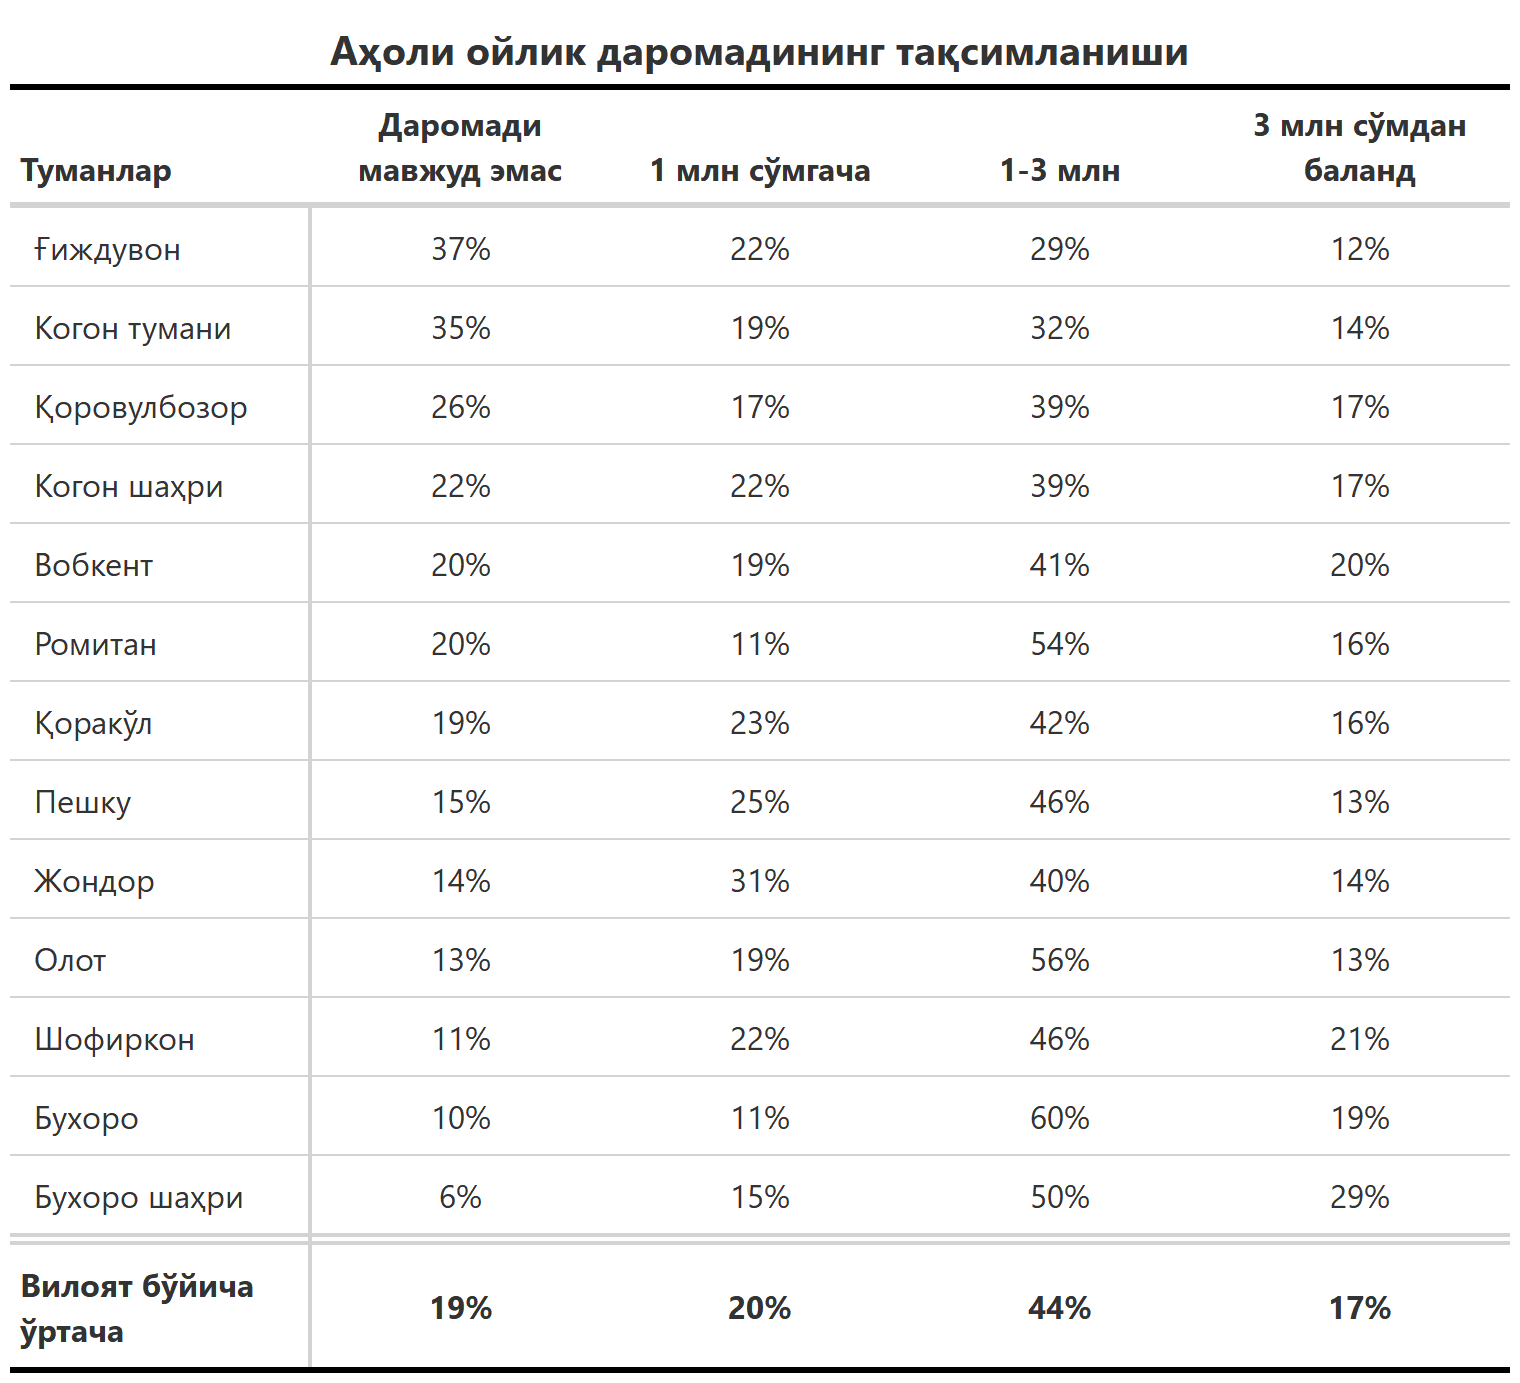 Аҳоли ойлик даромадининг тақсимланиши
Туманлар Даромади мавжуд эмас 1 млн сўмгача 1-3 млн 3 млн сўмдан баланд
Ғиждувон 37% 22% 29% 12%
Когон тумани 35% 19% 32% 14%
Қоровулбозор 26% 17% 39% 17%
Когон шаҳри 22% 22% 39% 17%
Вобкент 20% 19% 41% 20%
Ромитан 20% 11% 54% 16%
Қоракўл 19% 23% 42% 16%
Пешку 15% 25% 46% 13%
Жондор 14% 31% 40% 14%
Олот 13% 19% 56% 13%
Шофиркон 11% 22% 46% 21%
Бухоро 10% 11% 60% 19%
Бухоро шаҳри 6% 15% 50% 29%
Вилоят бўйича ўртача 19% 20% 44% 17%